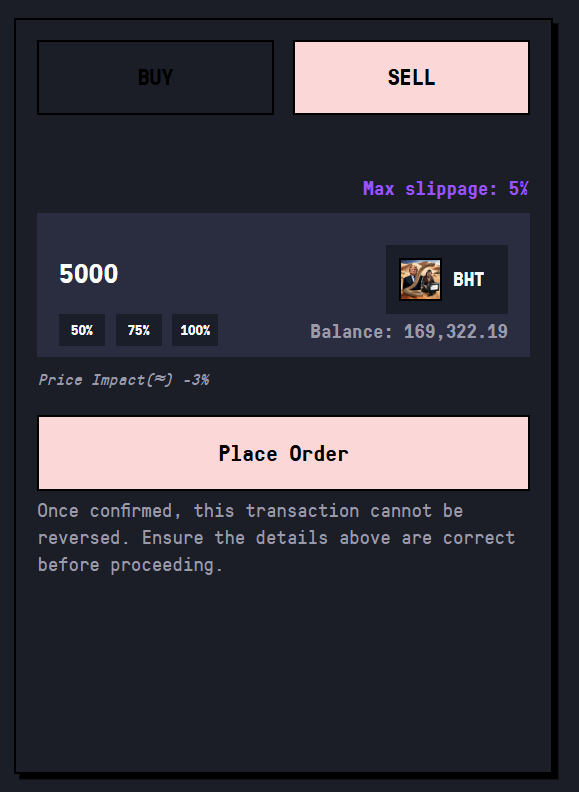 BUY
SELL
Max slippage: 5%
5000
BHT
50%
75%
100%
Balance: 169,322.19
Price Impact(≈) -3%
Place Order
Once confirmed, this transaction cannot be
reversed. Ensure the details above are correct
before proceeding.